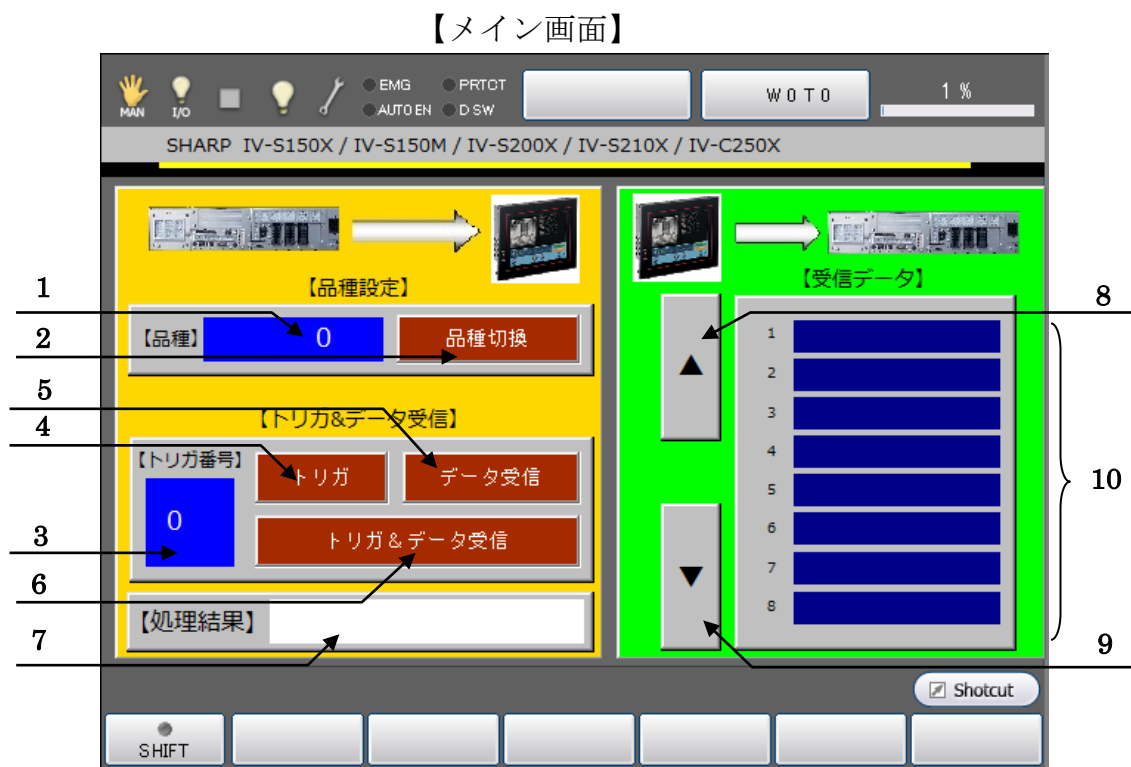 【メイン画面】
MAN I/O EMG PRTCT W0T0 1 %
AUTOEN DSW
SHARP IV-S150X / IV-S150M / IV-S200X / IV-S210X / IV-C250X
【品種設定】
【受信データ】
1
8
【品種】 0 品種切換
2
5
【トリガ&データ受信】
4
【トリガ番号】 トリガ データ受信
0
3
トリガ&データ受信
6
【処理結果】
7
▲
▼
1
2
3
4
5
6
7
8
10
9
Shotcut
SHIFT